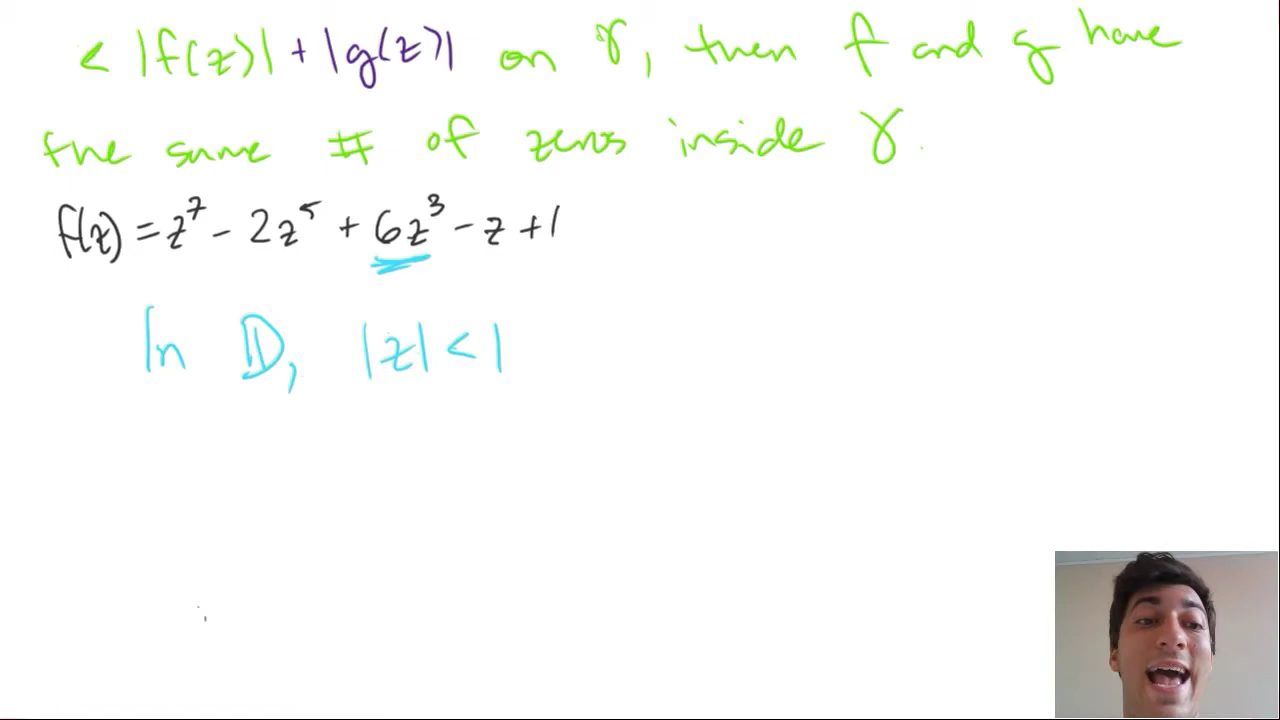 < |f(z)| + |g(z)| on γ, then f and g have
the same # of zeros inside γ.
f(z) = z⁷ - 2z⁵ + 6z³ - z + 1
In 𝔻, |z| < 1